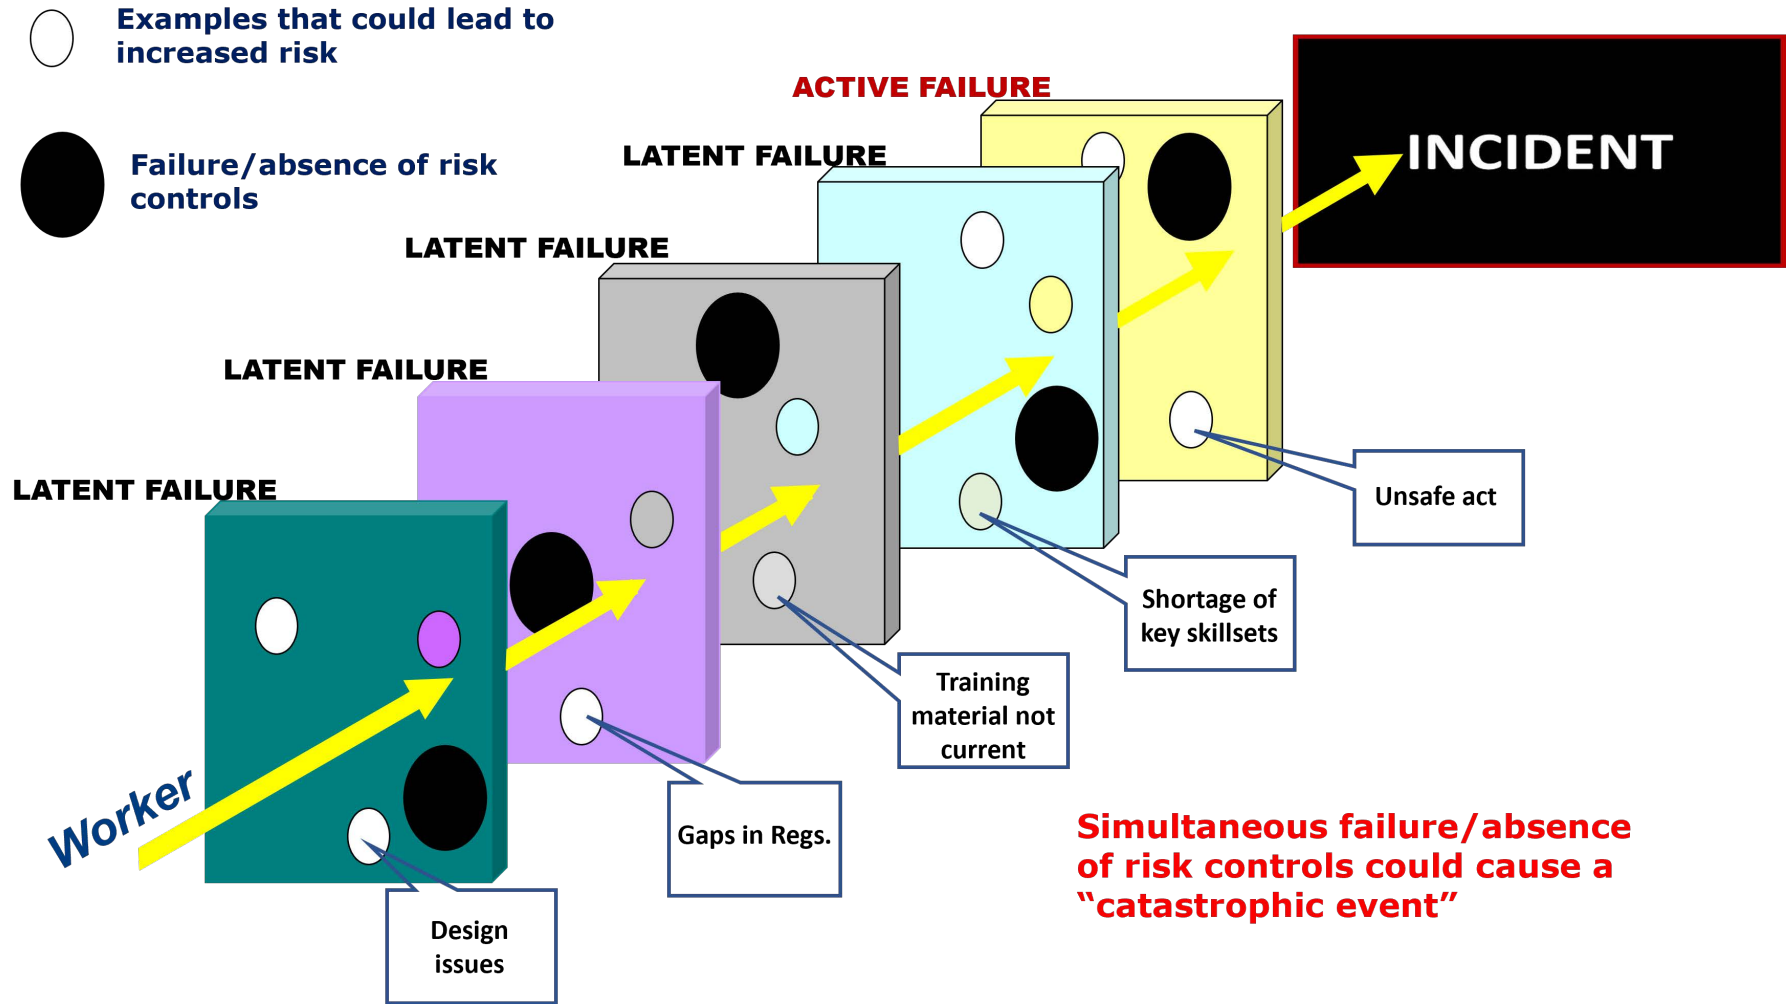 Examples that could lead to
increased risk
Failure/absence of risk
controls
ACTIVE FAILURE
LATENT FAILURE
LATENT FAILURE
LATENT FAILURE
LATENT FAILURE
INCIDENT
Worker
Unsafe act
Shortage of
key skillsets
Training
material not
current
Gaps in Regs.
Design
issues
Simultaneous failure/absence
of risk controls could cause a
“catastrophic event”